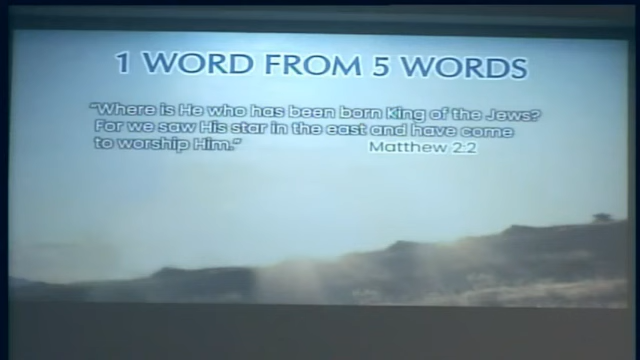 1 WORD FROM 5 WORDS
“Where is He who has been born King of the Jews?
For we saw His star in the east and have come
to worship Him.”
Matthew 2:2